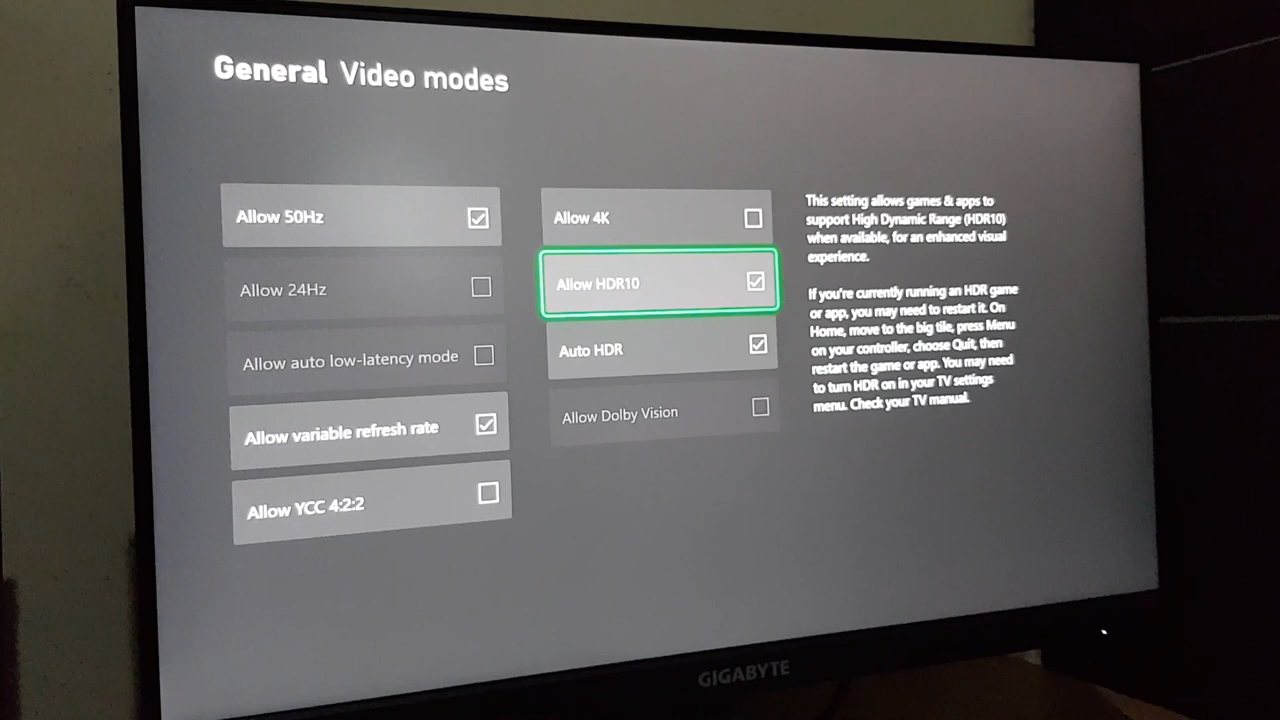 General Video modes
Allow 50Hz
Allow 24Hz
Allow auto low-latency mode
Allow variable refresh rate
Allow YCC 4:2:2
Allow 4K
Allow HDR10
Auto HDR
Allow Dolby Vision
This setting allows games & apps to
support High Dynamic Range (HDR10)
when available, for an enhanced visual
experience.
If you're currently running an HDR game
or app, you may need to restart it. On
Home, move to the big tile, press Menu
on your controller, choose Quit, then
restart the game or app. You may need
to turn HDR on in your TV settings
menu. Check your TV manual.
GIGABYTE